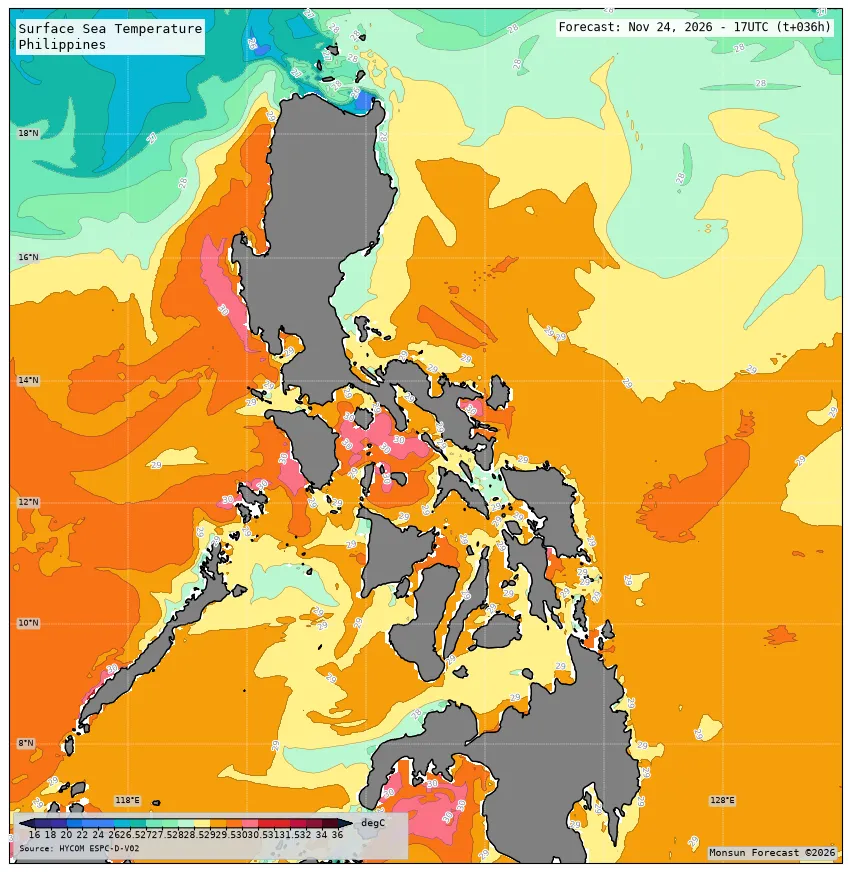 Surface Sea Temperature
Philippines
Forecast: Nov 24, 2026 - 17UTC (t+036h)
18°N
16°N
14°N
12°N
10°N
8°N
118°E
128°E
16 18 20 22 24 26 26.5 27 27.5 28 28.5 29 29.5 30 30.5 31 31.5 32 34 36 degC
Source: HYCOM ESPC-D-V02
Monsun Forecast ©2026